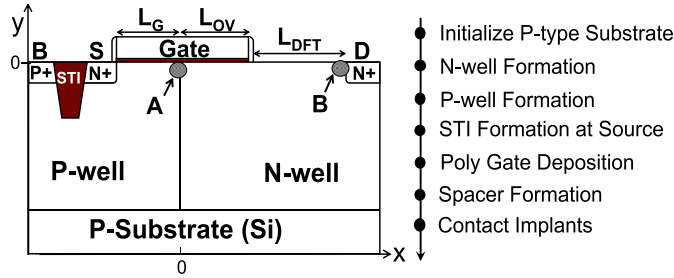 y
L_G
L_OV
L_DFT
B
S
Gate
D
0
P+
STI
N+
N+
A
B
P-well
N-well
P-Substrate (Si)
x
0
Initialize P-type Substrate
N-well Formation
P-well Formation
STI Formation at Source
Poly Gate Deposition
Spacer Formation
Contact Implants